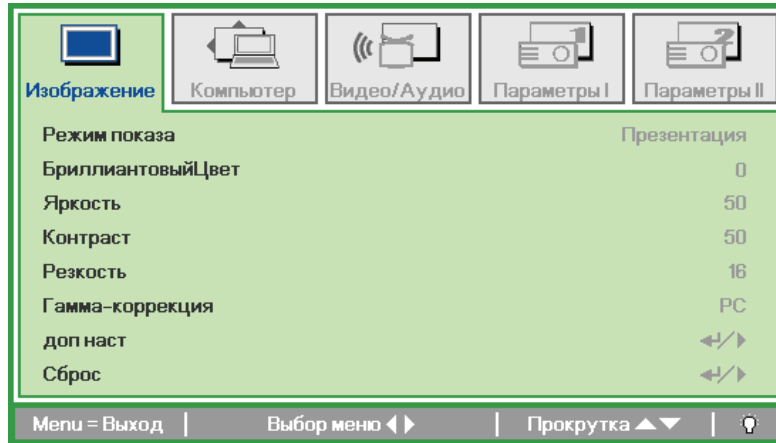 Изображение Компьютер Видео/Аудио Параметры I Параметры II
Режим показа Презентация
БриллиантовыйЦвет 0
Яркость 50
Контраст 50
Резкость 16
Гамма-коррекция PC
доп наст
Сброс
Menu = Выход Выбор меню Прокрутка